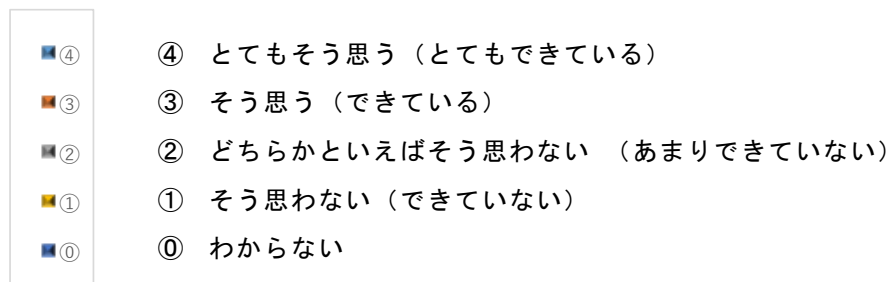 ④ ④ とてもそう思う（とてもできている）
③ ③ そう思う（できている）
② ② どちらかといえばそう思わない （あまりできていない）
① ① そう思わない（できていない）
⓪ ⓪ わからない